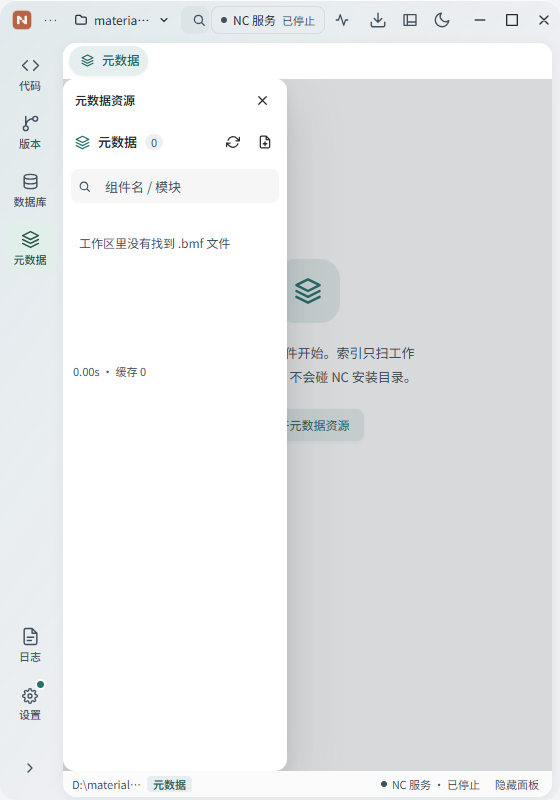 N ··· materia··· NC 服务 已停止
元数据
代码
版本
数据库
元数据
元数据资源
元数据 0
组件名 / 模块
工作区里没有找到 .bmf 文件
0.00s · 缓存 0
件开始。索引只扫工作
不会碰 NC 安装目录。
元数据资源
日志
设置
D:\material··· 元数据 NC 服务 · 已停止 隐藏面板